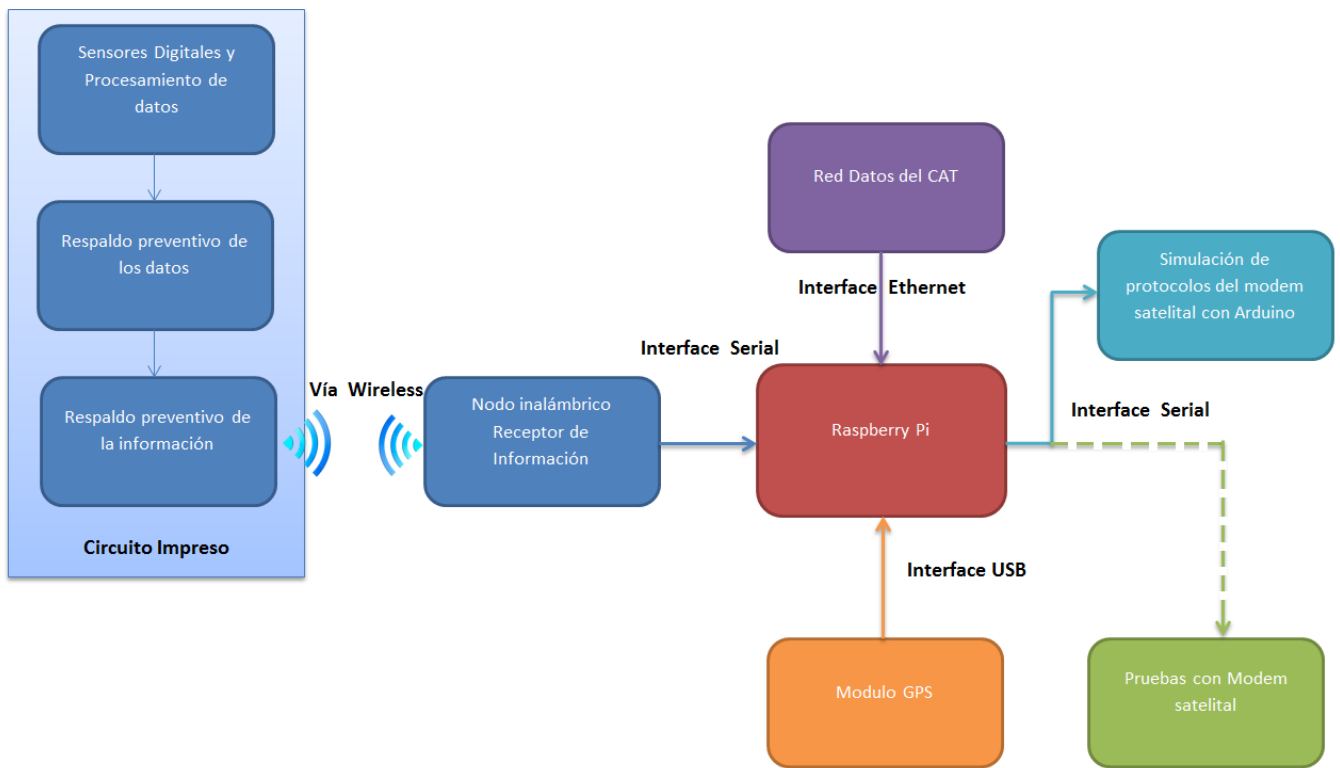 Sensores Digitales y
Procesamiento de
datos
Respaldo preventivo de
los datos
Respaldo preventivo de
la información
Circuito Impreso
Vía Wireless
Nodo inalámbrico
Receptor de
Información
Interface Serial
Red Datos del CAT
Interface Ethernet
Raspberry Pi
Interface USB
Modulo GPS
Simulación de
protocolos del modem
satelital con Arduino
Interface Serial
Pruebas con Modem
satelital